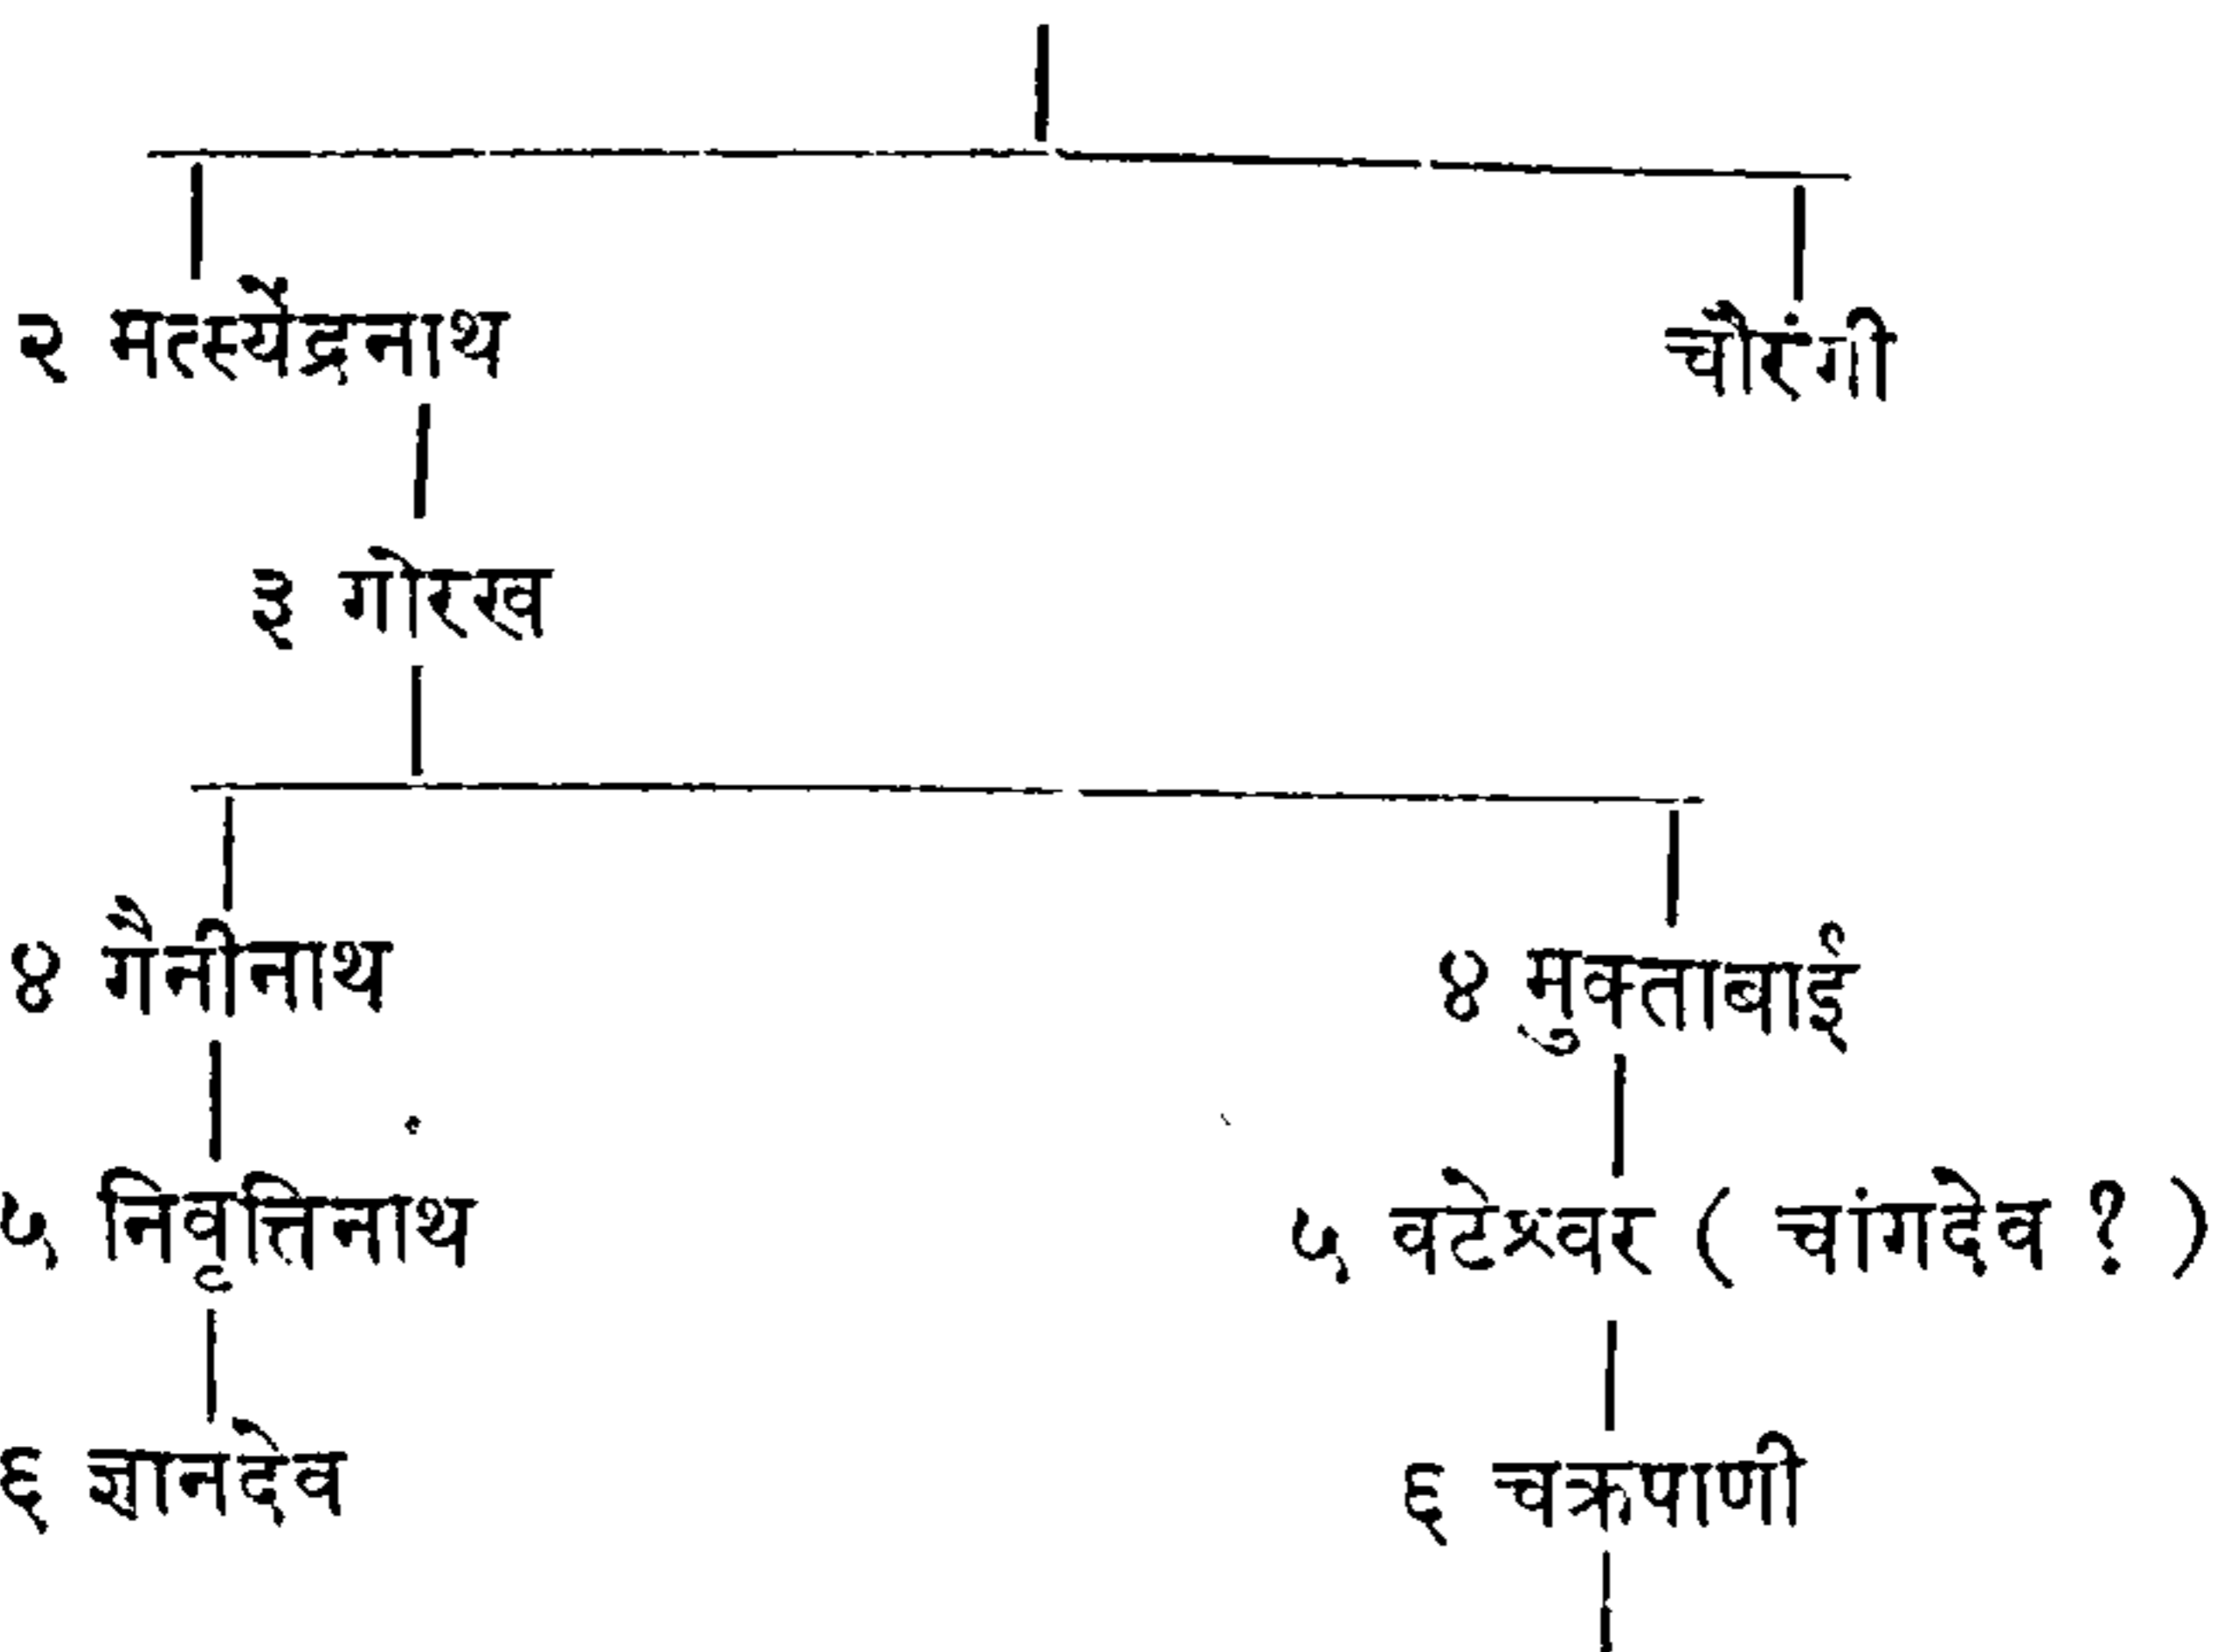 २ मत्स्येंद्रनाथ चौरंगी
३ गोरख
४ गैनीनाथ ४ मुक्ताबाई
५ निवृत्तिनाथ ५ वटेश्वर ( चांगदेव ? )
६ ज्ञानदेव ६ चक्रपाणी